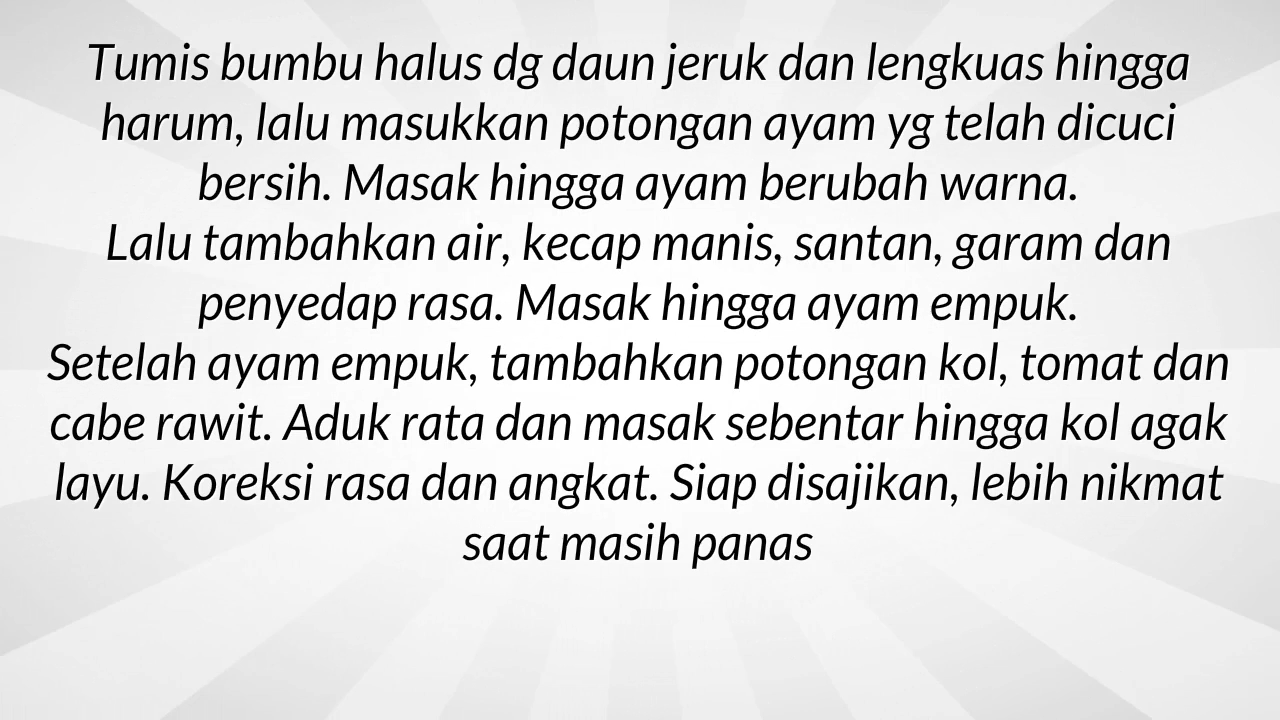 Tumis bumbu halus dg daun jeruk dan lengkuas hingga
harum, lalu masukkan potongan ayam yg telah dicuci
bersih. Masak hingga ayam berubah warna.
Lalu tambahkan air, kecap manis, santan, garam dan
penyedap rasa. Masak hingga ayam empuk.
Setelah ayam empuk, tambahkan potongan kol, tomat dan
cabe rawit. Aduk rata dan masak sebentar hingga kol agak
layu. Koreksi rasa dan angkat. Siap disajikan, lebih nikmat
saat masih panas